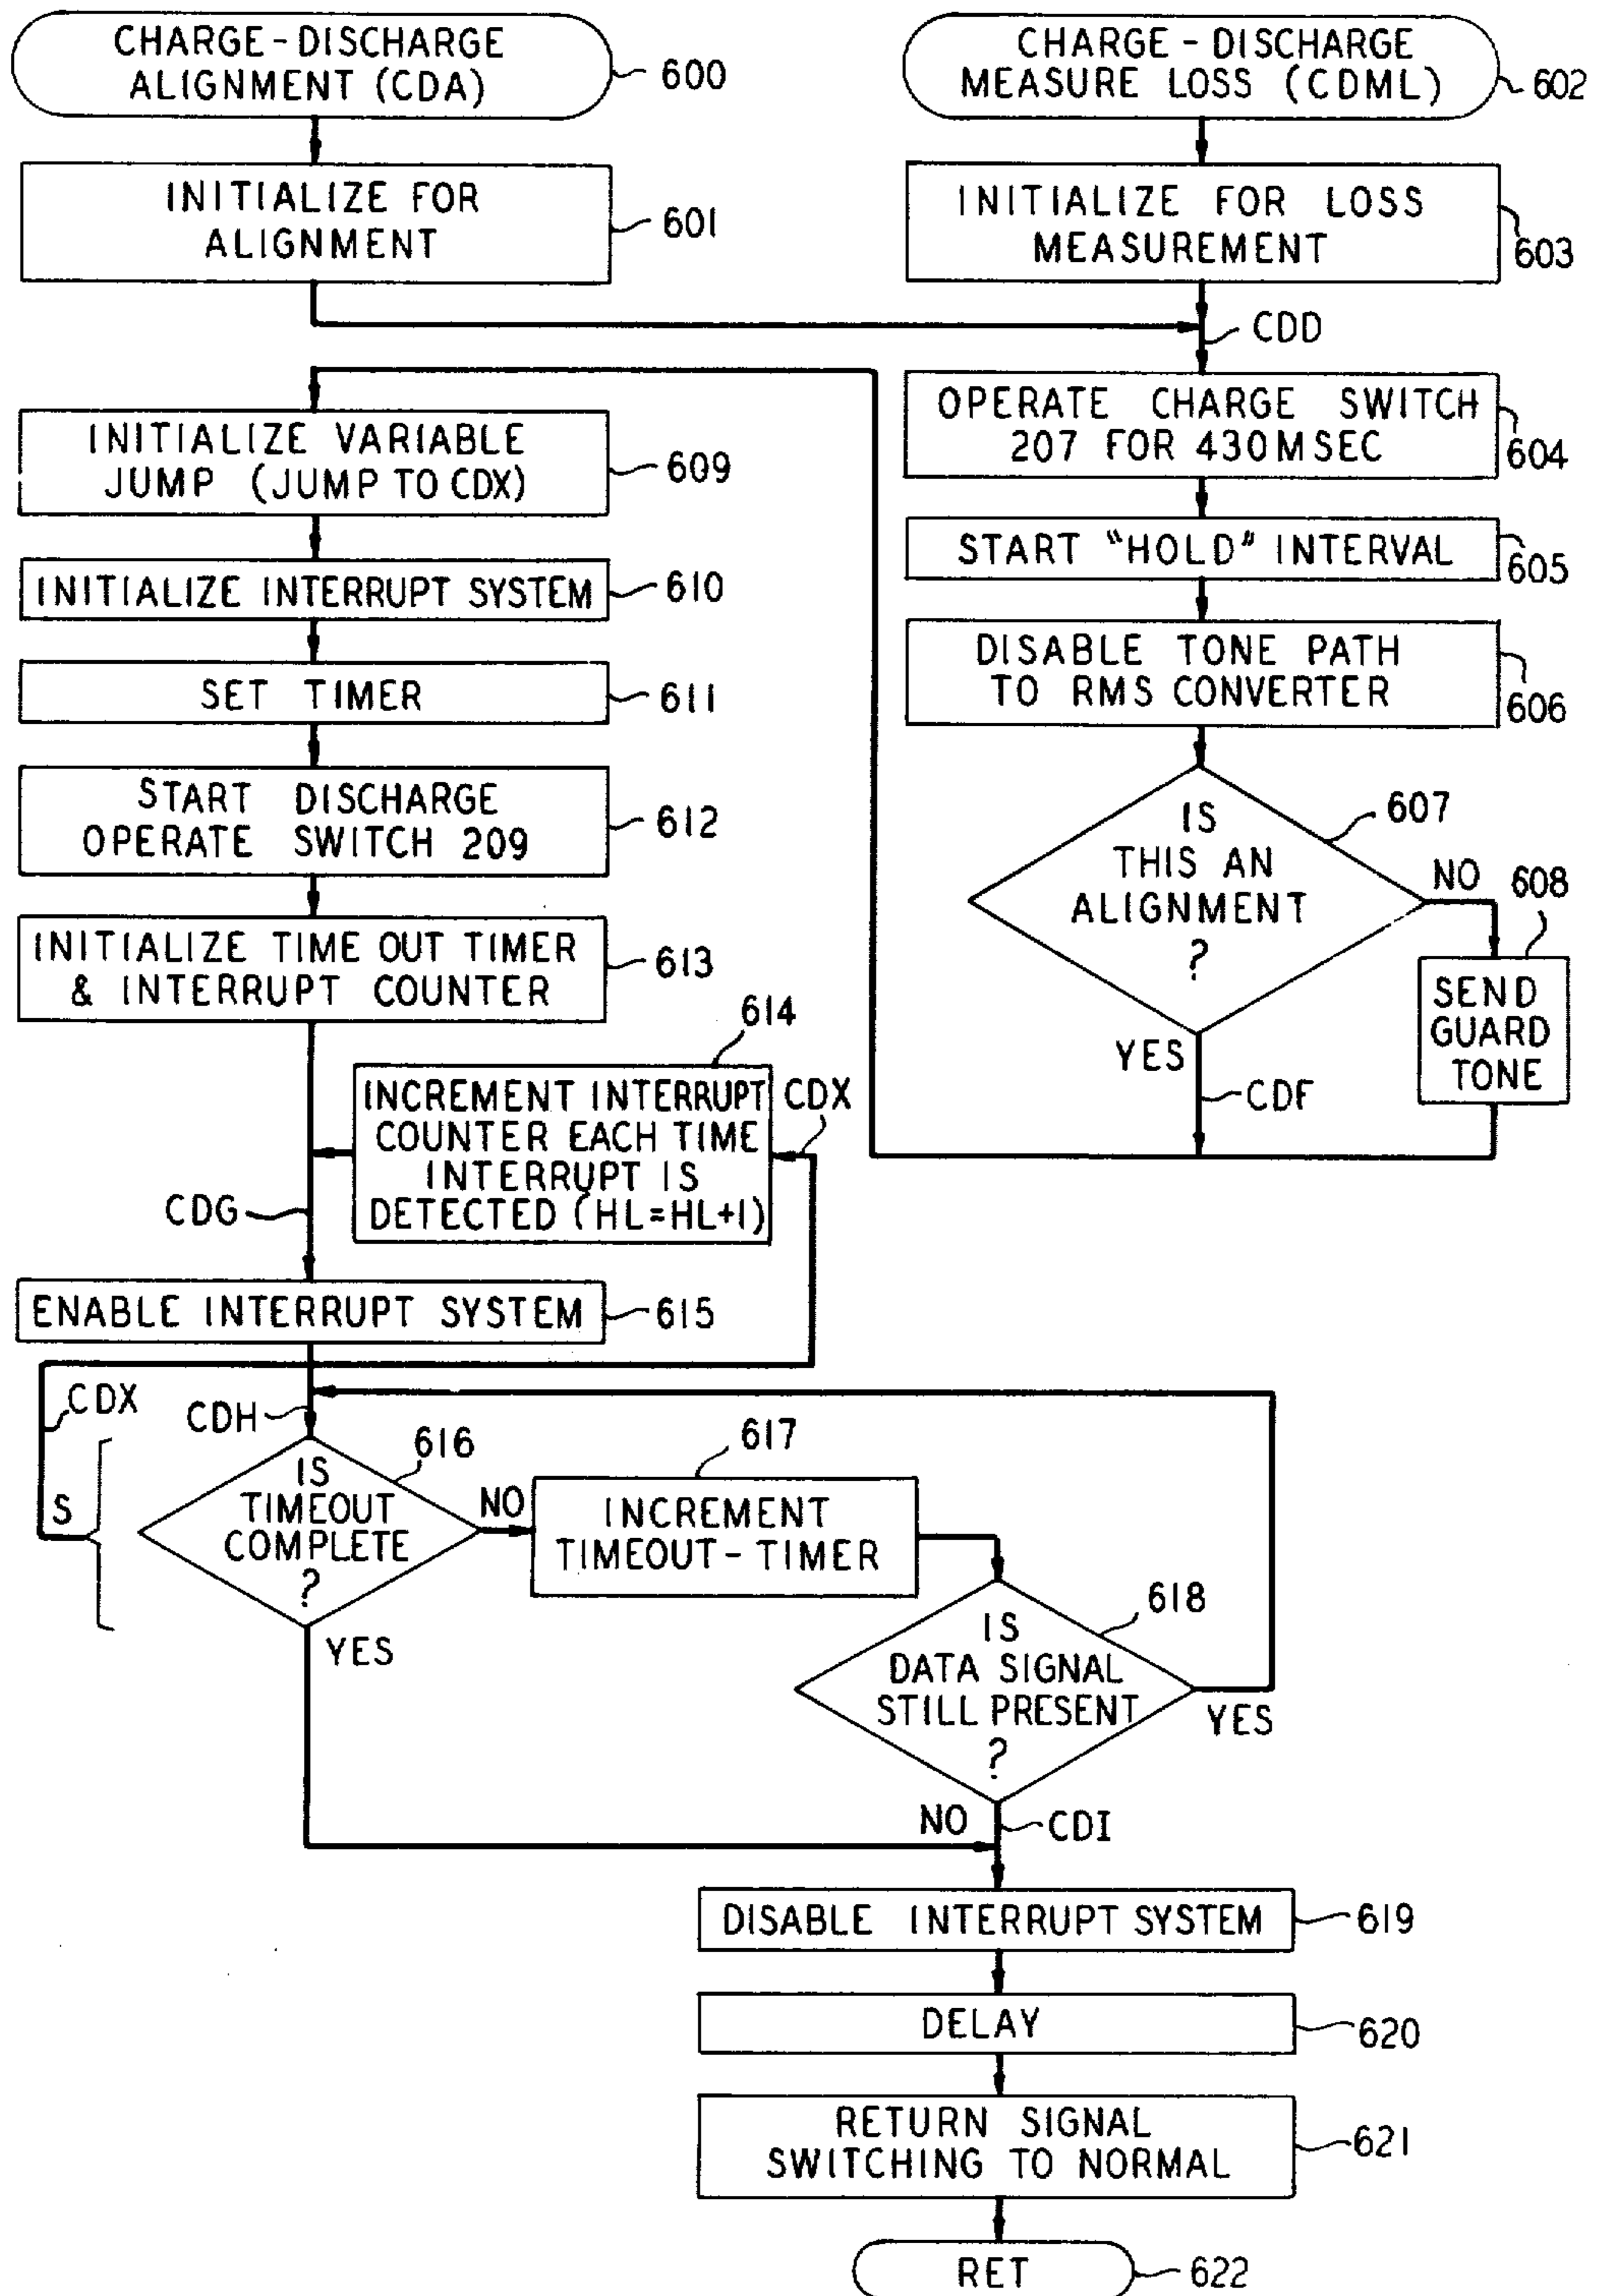 CHARGE-DISCHARGE
ALIGNMENT (CDA)
600
CHARGE - DISCHARGE
MEASURE LOSS (CDML)
602
INITIALIZE FOR
ALIGNMENT
601
INITIALIZE FOR LOSS
MEASUREMENT
603
CDD
OPERATE CHARGE SWITCH
207 FOR 430 MSEC
604
START "HOLD" INTERVAL
605
DISABLE TONE PATH
TO RMS CONVERTER
606
IS
THIS AN
ALIGNMENT
?
607
NO
608
SEND
GUARD
TONE
YES
CDF
INITIALIZE VARIABLE
JUMP (JUMP TO CDX)
609
INITIALIZE INTERRUPT SYSTEM
610
SET TIMER
611
START DISCHARGE
OPERATE SWITCH 209
612
INITIALIZE TIME OUT TIMER
& INTERRUPT COUNTER
613
614
INCREMENT INTERRUPT
COUNTER EACH TIME
INTERRUPT IS
DETECTED (HL=HL+1)
CDX
CDG
ENABLE INTERRUPT SYSTEM
615
CDX
CDH
S
IS
TIMEOUT
COMPLETE
?
616
NO
617
INCREMENT
TIMEOUT-TIMER
YES
IS
DATA SIGNAL
STILL PRESENT
?
618
YES
NO
CDI
DISABLE INTERRUPT SYSTEM
619
DELAY
620
RETURN SIGNAL
SWITCHING TO NORMAL
621
RET
622